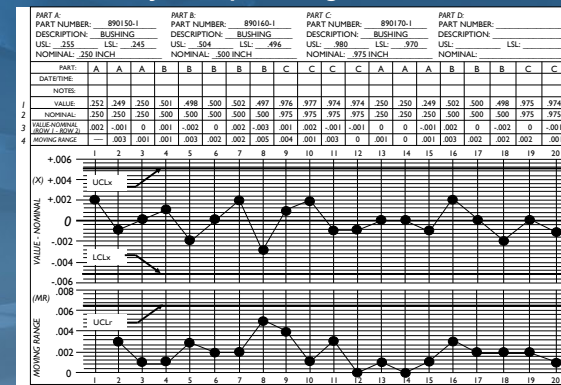 PART A: PART B: PART C: PART D:
PART NUMBER: 890150-1 PART NUMBER: 890160-1 PART NUMBER: 890170-1 PART NUMBER:
DESCRIPTION: BUSHING DESCRIPTION: BUSHING DESCRIPTION: BUSHING DESCRIPTION:
USL: .255 LSL: .245 USL: .504 LSL: .496 USL: .980 LSL: .970 USL: LSL:
NOMINAL: .250 INCH NOMINAL: .500 INCH NOMINAL: .975 INCH NOMINAL:
PART: A A A B B B B B C C C C A A A B B B C C
DATE/TIME:
NOTES:
1 VALUE: .252 .249 .250 .501 .498 .500 .502 .497 .976 .977 .974 .974 .250 .250 .249 .502 .500 .498 .975 .974
2 NOMINAL: .250 .250 .250 .500 .500 .500 .500 .500 .975 .975 .975 .975 .250 .250 .250 .500 .500 .500 .975 .975
3 VALUE-NOMINAL (ROW 1 - ROW 2) .002 -.001 0 .001 -.002 0 .002 -.003 .001 .002 -.001 -.001 0 0 -.001 .002 0 -.002 0 -.00
4 MOVING RANGE — .003 .001 .001 .003 .002 .002 .005 .004 .001 .003 0 .001 0 .001 .003 .002 .002 .002 .00
1 2 3 4 5 6 7 8 9 10 11 12 13 14 15 16 17 18 19 20
+.006
(X) +.004
UCLx
+.002
0
-.002
LCLx
-.004
-.006
VALUE - NOMINAL
(MR) .008
.006
UCLr
.004
.002
0
MOVING RANGE
1 2 3 4 5 6 7 8 9 10 11 12 13 14 15 16 17 18 19 20